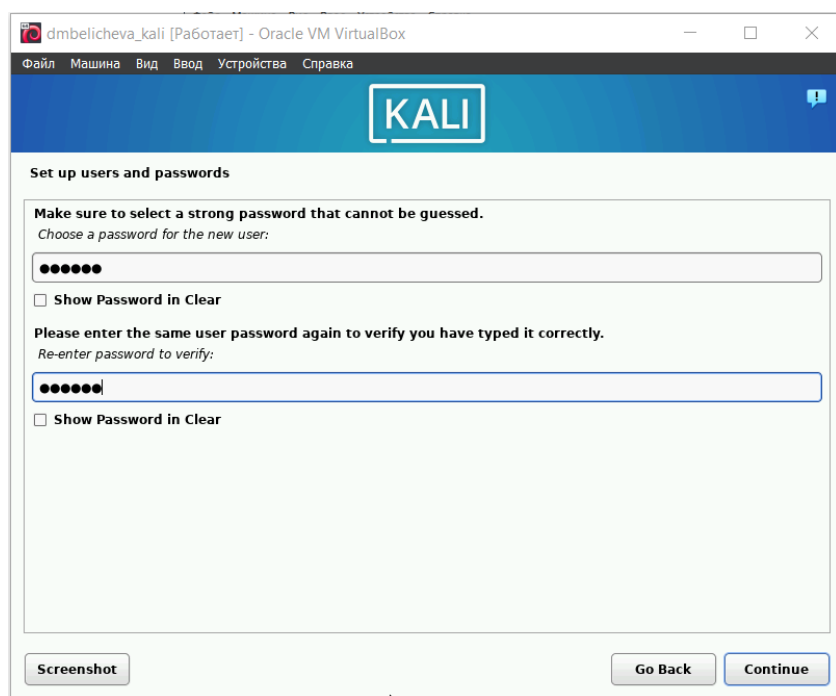 dmbelicheva_kali [Работает] - Oracle VM VirtualBox
Файл Машина Вид Ввод Устройства Справка
KALI
Set up users and passwords
Make sure to select a strong password that cannot be guessed.
Choose a password for the new user:
●●●●●●
Show Password in Clear
Please enter the same user password again to verify you have typed it correctly.
Re-enter password to verify:
●●●●●●
Show Password in Clear
Screenshot Go Back Continue